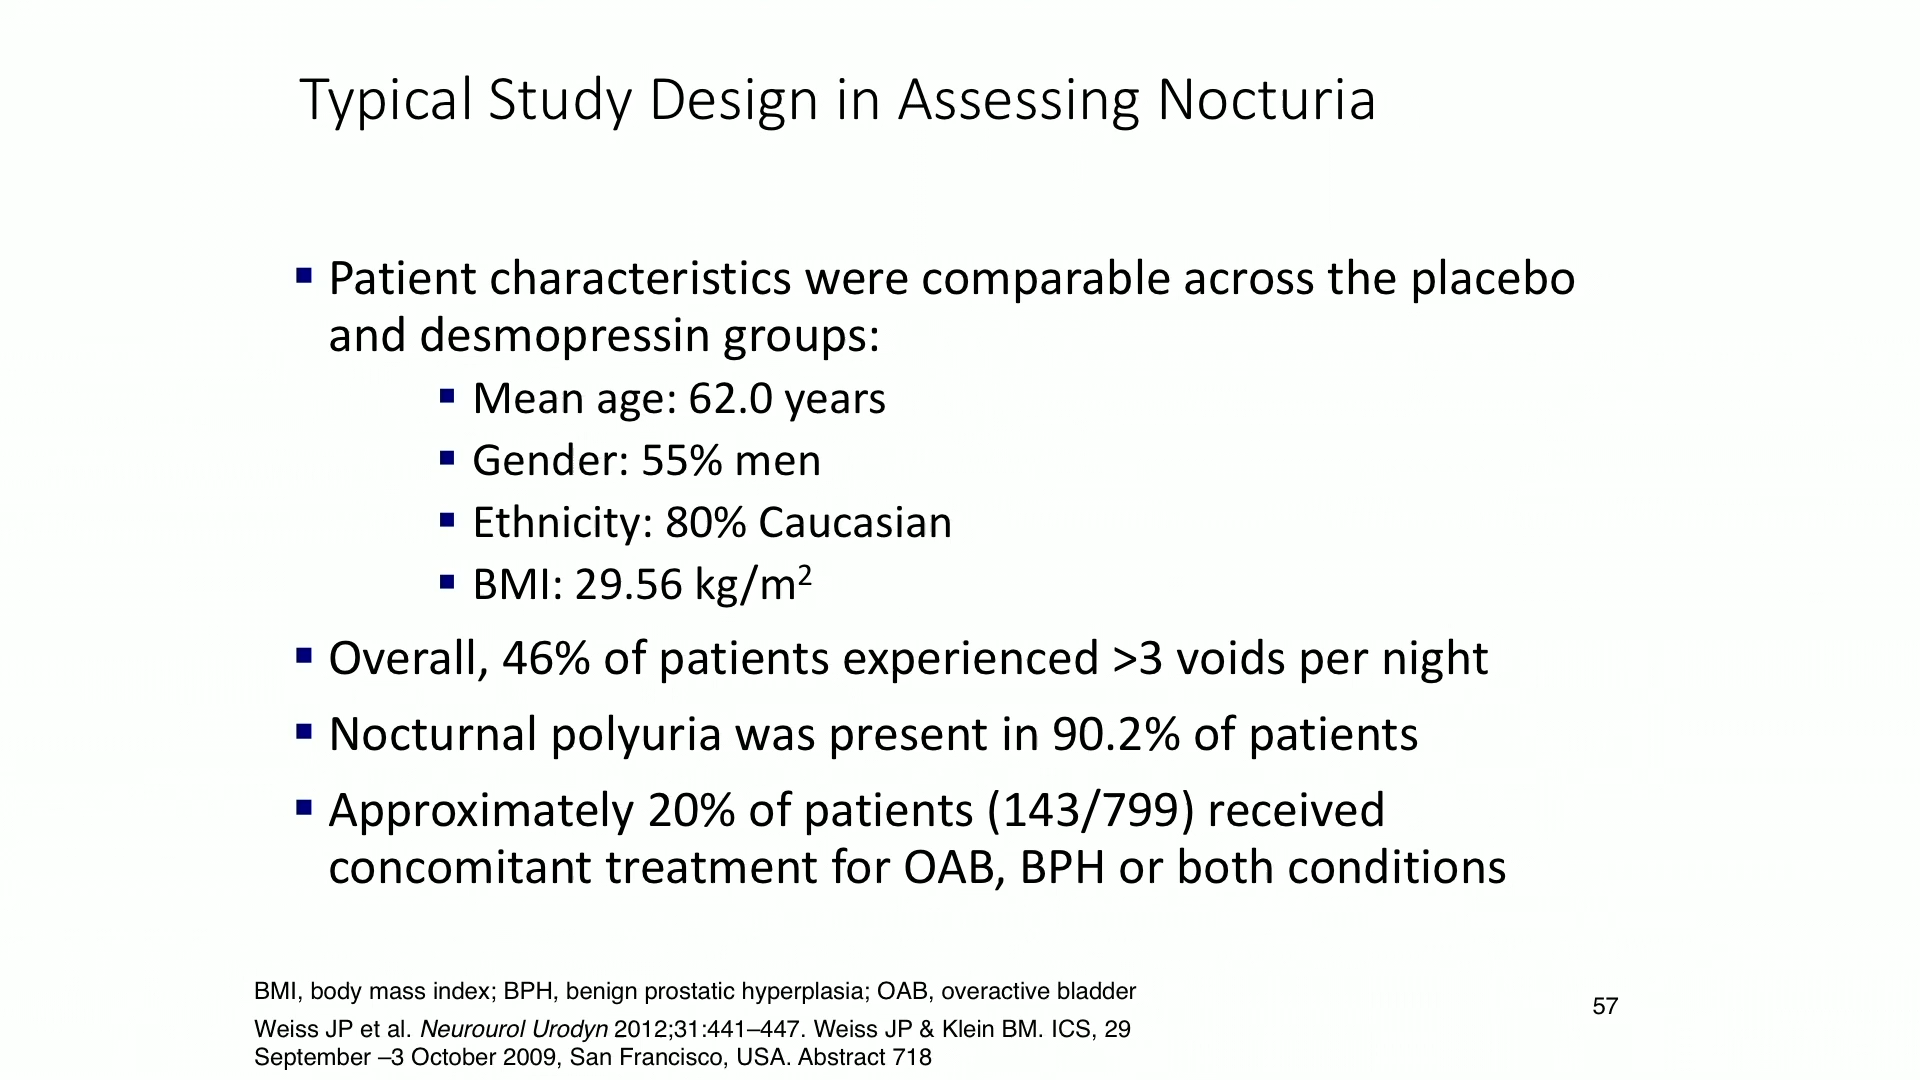 Typical Study Design in Assessing Nocturia
▪ Patient characteristics were comparable across the placebo
and desmopressin groups:
▪ Mean age: 62.0 years
▪ Gender: 55% men
▪ Ethnicity: 80% Caucasian
▪ BMI: 29.56 kg/m²
▪ Overall, 46% of patients experienced >3 voids per night
▪ Nocturnal polyuria was present in 90.2% of patients
▪ Approximately 20% of patients (143/799) received
concomitant treatment for OAB, BPH or both conditions
BMI, body mass index; BPH, benign prostatic hyperplasia; OAB, overactive bladder
57
Weiss JP et al. Neurourol Urodyn 2012;31:441–447. Weiss JP & Klein BM. ICS, 29
September –3 October 2009, San Francisco, USA. Abstract 718